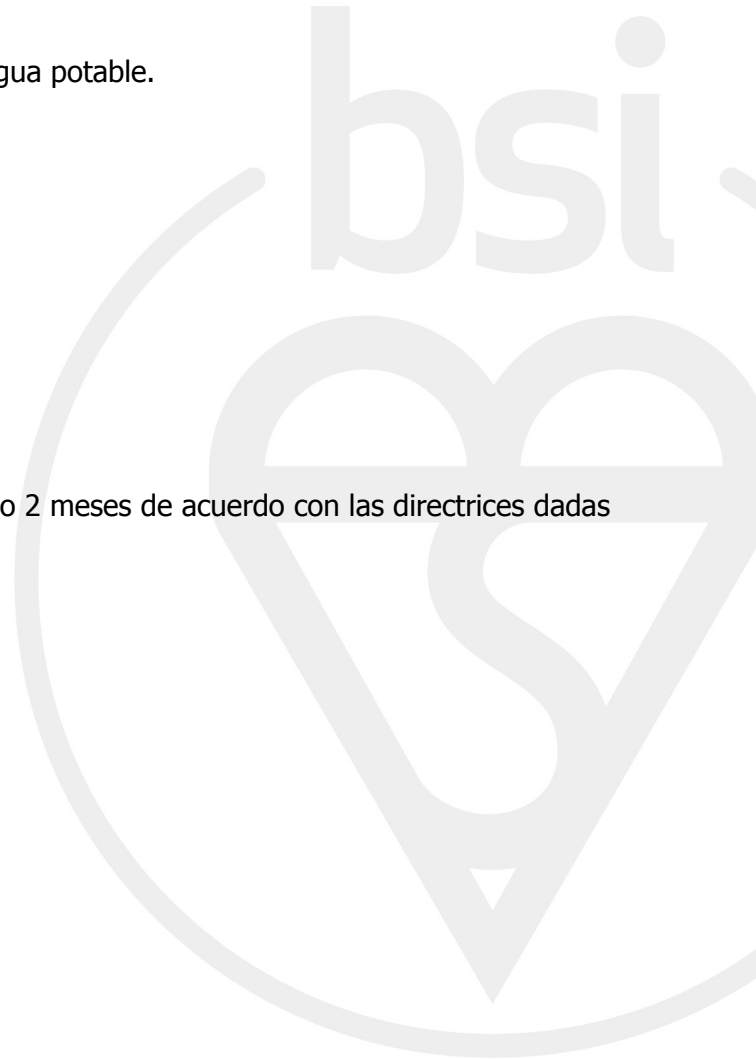 gua potable.
bsi
o 2 meses de acuerdo con las directrices dadas